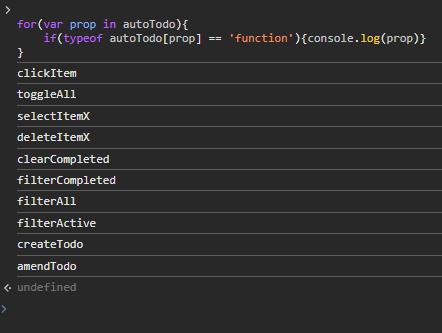 for(var prop in autoTodo){
if(typeof autoTodo[prop] == 'function'){console.log(prop)}
}
clickItem
toggleAll
selectItemX
deleteItemX
clearCompleted
filterCompleted
filterAll
filterActive
createTodo
amendTodo
undefined